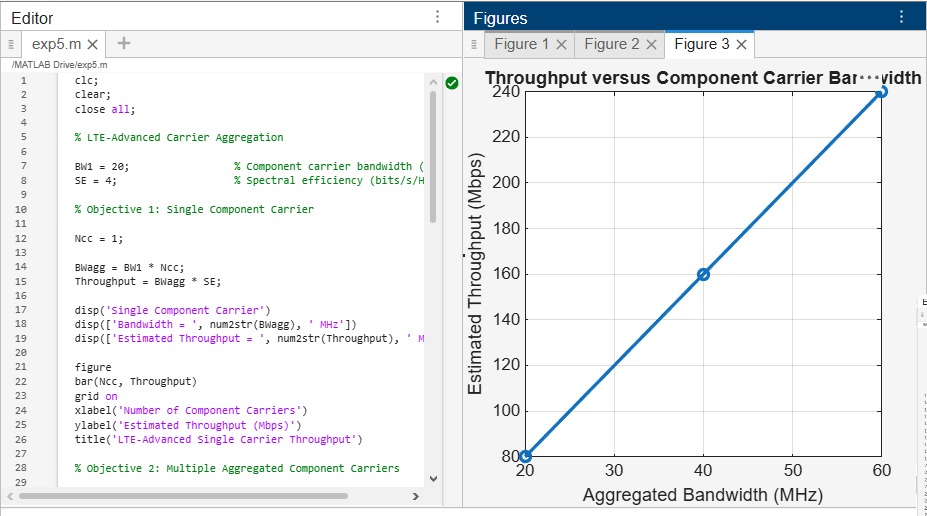 Editor
exp5.m
/MATLAB Drive/exp5.m
1 clc;
2 clear;
3 close all;
4
5 % LTE-Advanced Carrier Aggregation
6
7 BW1 = 20; % Component carrier bandwidth (
8 SE = 4; % Spectral efficiency (bits/s/H
9
10 % Objective 1: Single Component Carrier
11
12 Ncc = 1;
13
14 BWagg = BW1 * Ncc;
15 Throughput = BWagg * SE;
16
17 disp('Single Component Carrier')
18 disp(['Bandwidth = ', num2str(BWagg), ' MHz'])
19 disp(['Estimated Throughput = ', num2str(Throughput), ' M
20
21 figure
22 bar(Ncc, Throughput)
23 grid on
24 xlabel('Number of Component Carriers')
25 ylabel('Estimated Throughput (Mbps)')
26 title('LTE-Advanced Single Carrier Throughput')
27
28 % Objective 2: Multiple Aggregated Component Carriers
29
Figures
Figure 1
Figure 2
Figure 3
Throughput versus Component Carrier Bar width
240
220
200
180
160
140
120
100
80
Estimated Throughput (Mbps)
20 30 40 50 60
Aggregated Bandwidth (MHz)